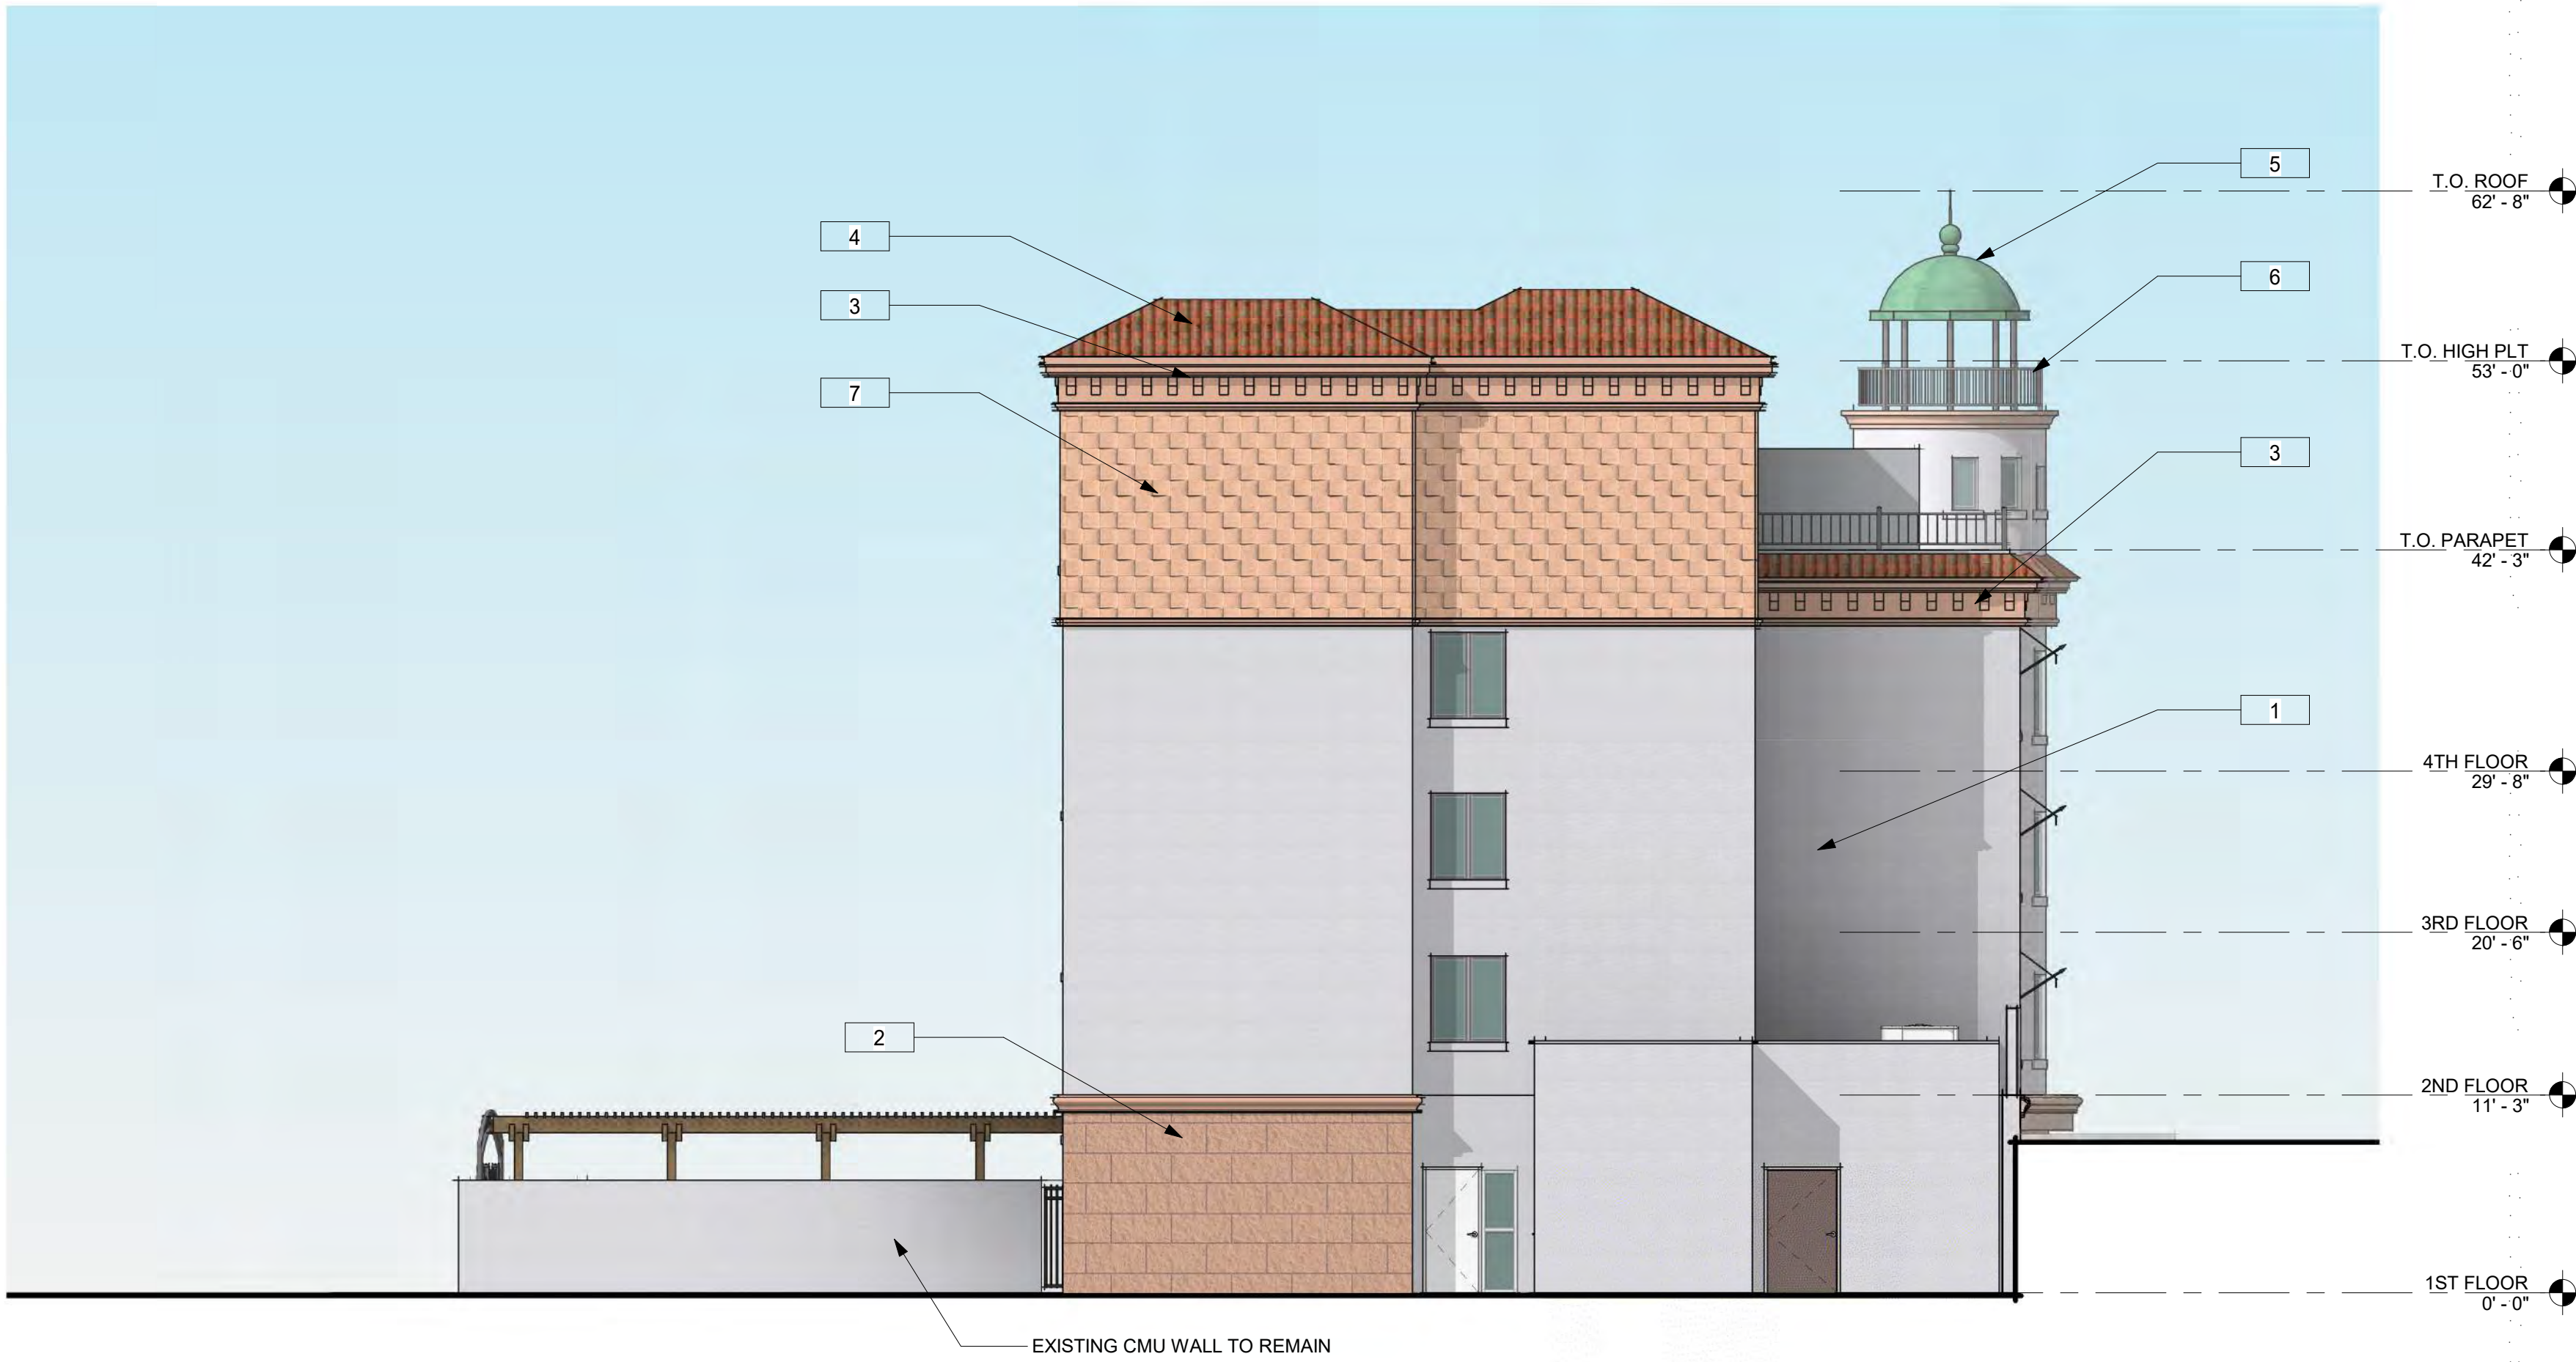 5
T.O. ROOF
62' - 8"
4
6
3
T.O. HIGH PLT
53' - 0"
7
3
T.O. PARAPET
42' - 3"
1
4TH FLOOR
29' - 8"
3RD FLOOR
20' - 6"
2
2ND FLOOR
11' - 3"
1ST FLOOR
0' - 0"
EXISTING CMU WALL TO REMAIN